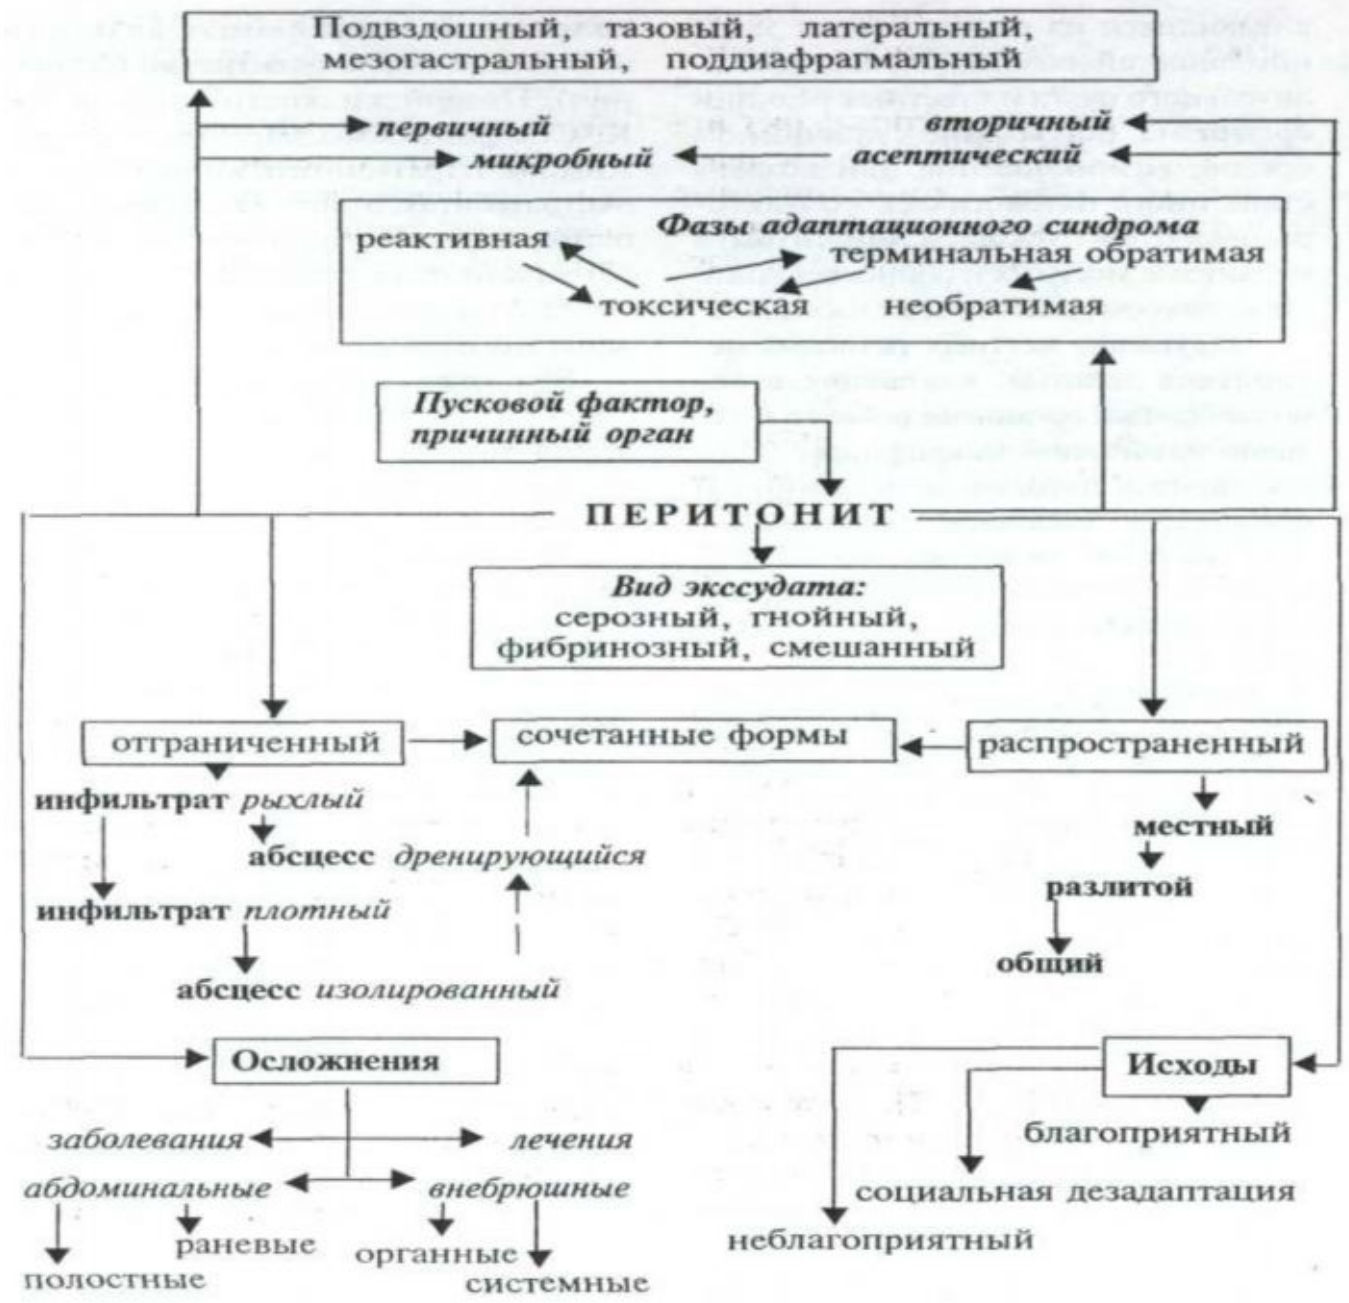 Подвздошный, тазовый, латеральный,
мезогастральный, поддиафрагмальный
первичный
вторичный
микробный
асептический
Фазы адаптационного синдрома
реактивная
терминальная обратимая
токсическая
необратимая
Пусковой фактор,
причинный орган
ПЕРИТОНИТ
Вид экссудата:
серозный, гнойный,
фибринозный, смешанный
отграниченный
сочетанные формы
распространенный
инфильтрат рыхлый
абсцесс дренирующийся
инфильтрат плотный
абсцесс изолированный
местный
разлитой
общий
Осложнения
заболевания
лечения
абдоминальные
внебрюшные
раневые
органные
полостные
системные
Исходы
благоприятный
социальная дезадаптация
неблагоприятный